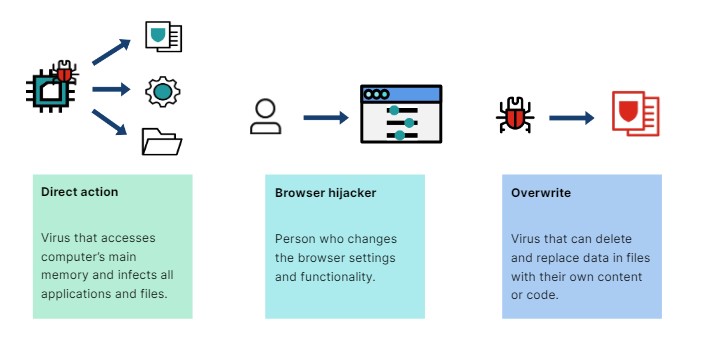 Direct action
Virus that accesses
computer's main
memory and infects all
applications and files.
Browser hijacker
Person who changes
the browser settings
and functionality.
Overwrite
Virus that can delete
and replace data in files
with their own content
or code.